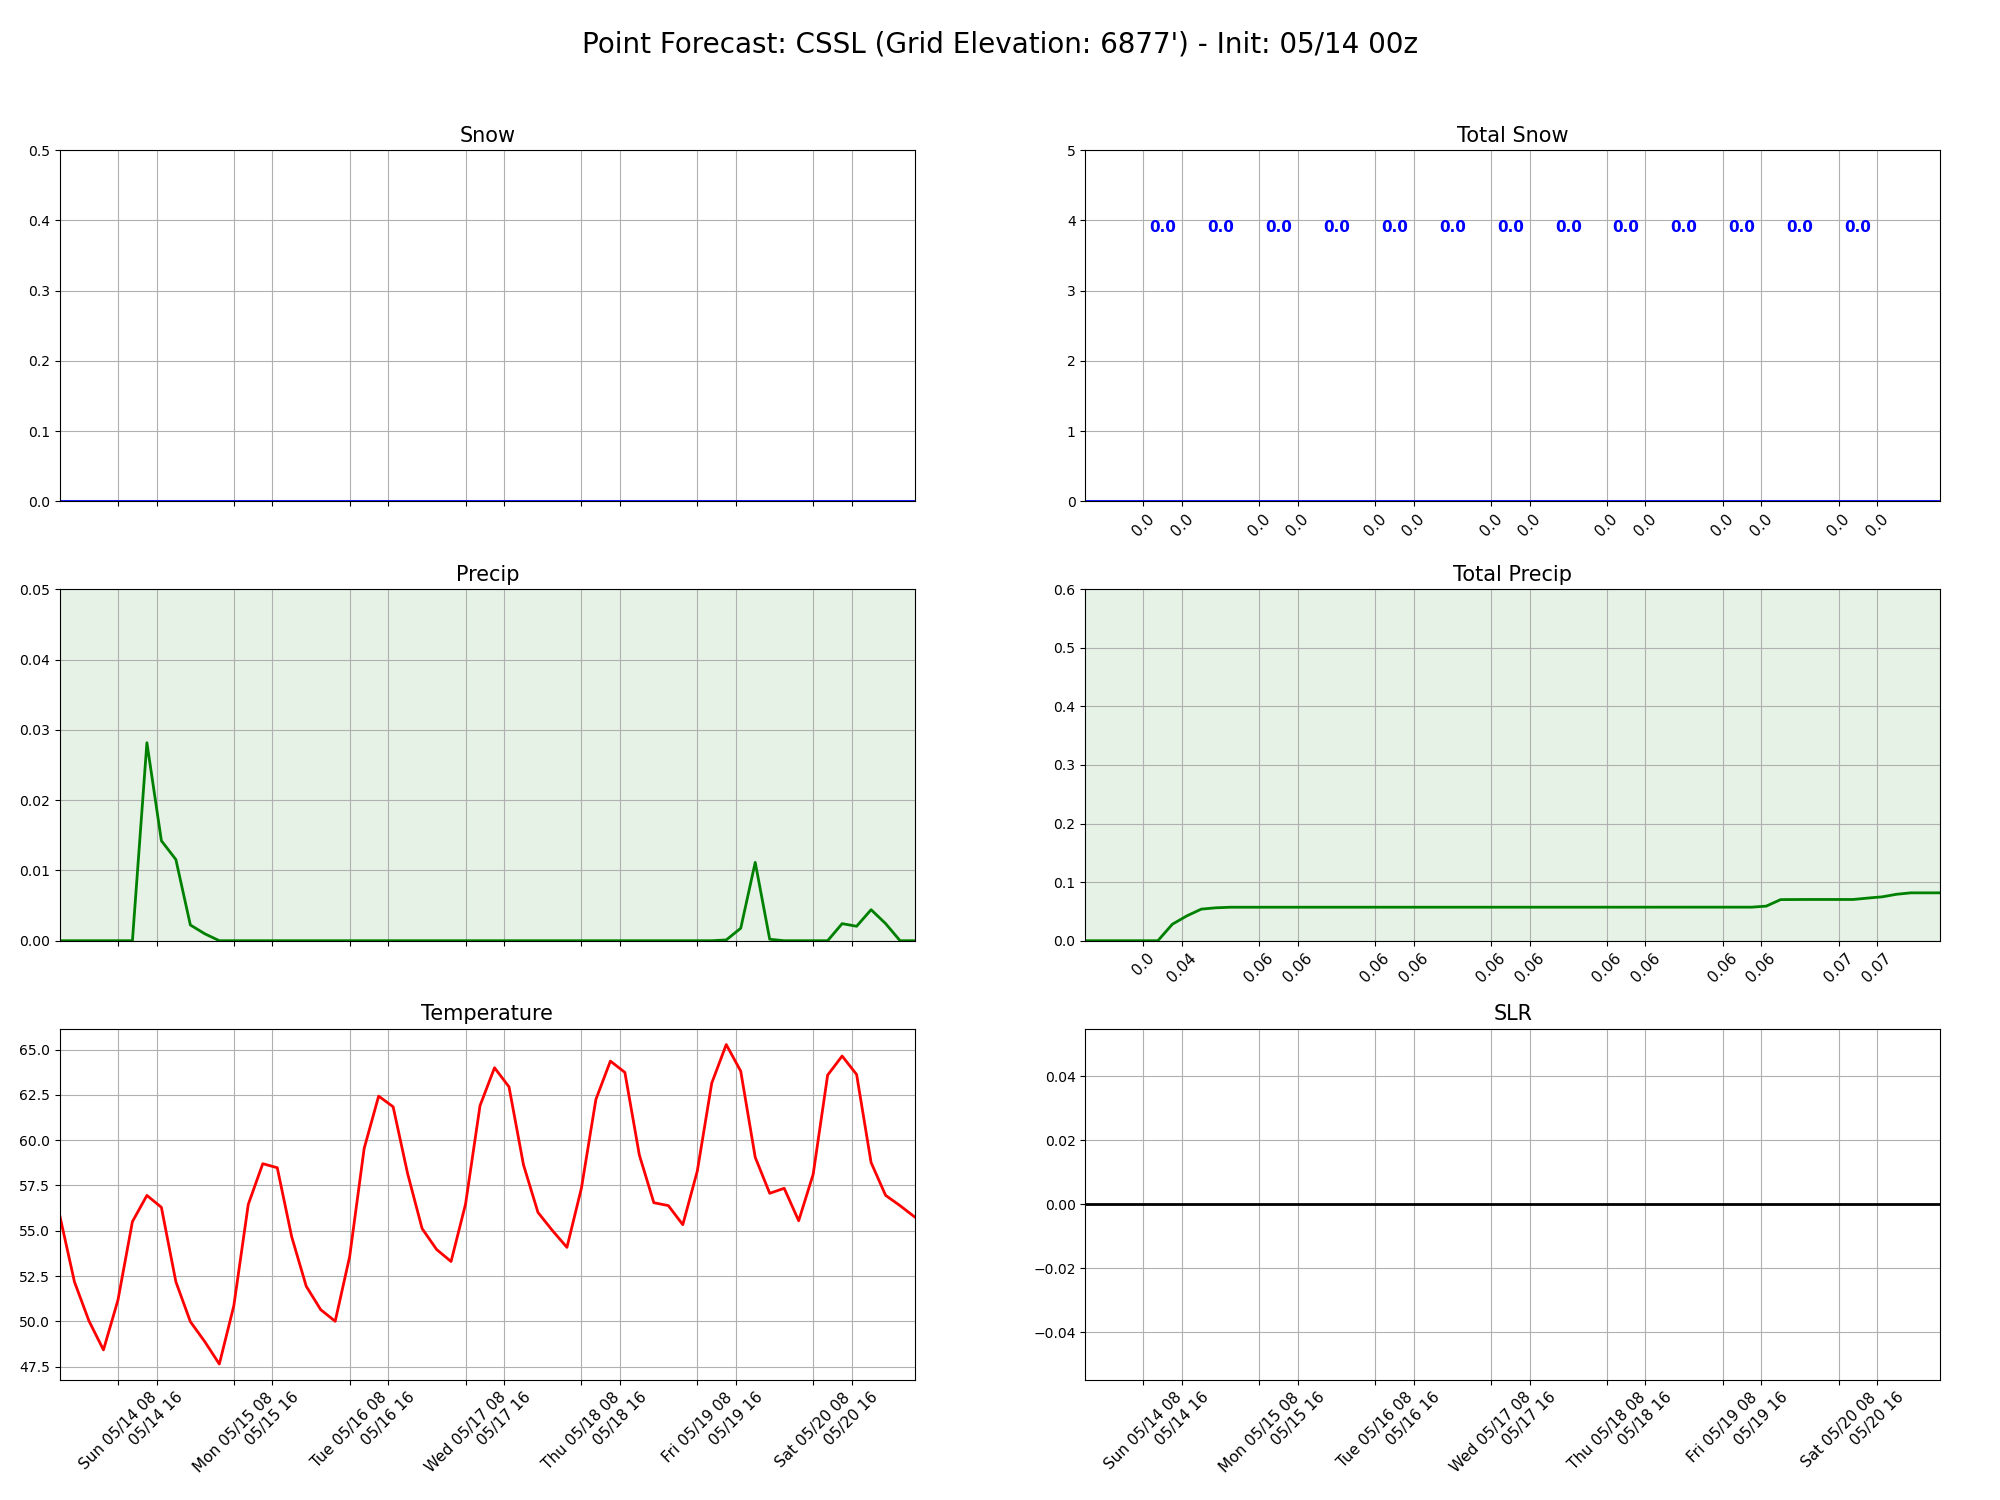 Point Forecast: CSSL (Grid Elevation: 6877') - Init: 05/14 00z
Snow
0.5
0.4
0.3
0.2
0.1
0.0
Total Snow
5
4
3
2
1
0
0.0 0.0 0.0 0.0 0.0 0.0 0.0 0.0 0.0 0.0 0.0 0.0 0.0
0.0 0.0 0.0 0.0 0.0 0.0 0.0 0.0 0.0 0.0 0.0 0.0 0.0 0.0
Precip
0.05
0.04
0.03
0.02
0.01
0.00
Total Precip
0.6
0.5
0.4
0.3
0.2
0.1
0.0
0.0 0.04 0.06 0.06 0.06 0.06 0.06 0.06 0.06 0.06 0.06 0.06 0.07 0.07
Temperature
65.0
62.5
60.0
57.5
55.0
52.5
50.0
47.5
Sun 05/14 08
05/14 16
Mon 05/15 08
05/15 16
Tue 05/16 08
05/16 16
Wed 05/17 08
05/17 16
Thu 05/18 08
05/18 16
Fri 05/19 08
05/19 16
Sat 05/20 08
05/20 16
SLR
0.04
0.02
0.00
−0.02
−0.04
Sun 05/14 08
05/14 16
Mon 05/15 08
05/15 16
Tue 05/16 08
05/16 16
Wed 05/17 08
05/17 16
Thu 05/18 08
05/18 16
Fri 05/19 08
05/19 16
Sat 05/20 08
05/20 16